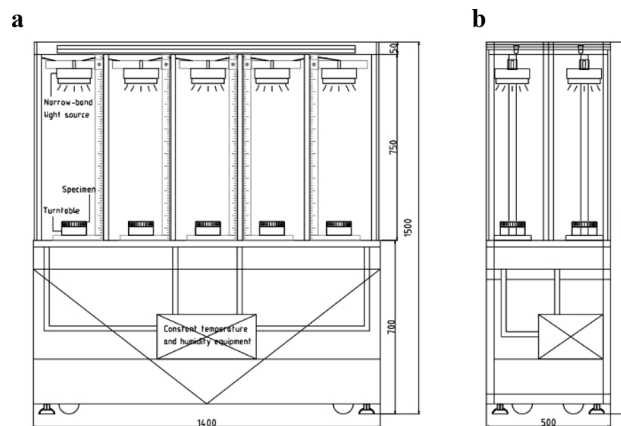 a
b
50
Narrow-band
light source
750
Specimen
Turntable
1500
Constant temperature
and humidity equipment
700
1400
500